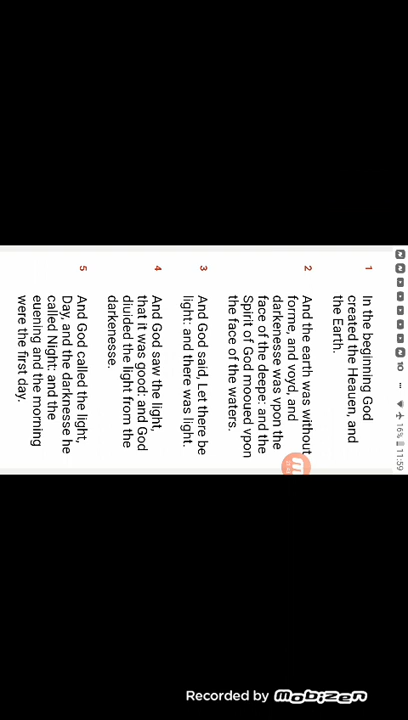 10 ... 16% 11:59
1 In the beginning God
created the Heauen, and
the Earth.
2 And the earth was without
forme, and voyd, and
darkenesse was vpon the
face of the deepe: and the
Spirit of God mooued vpon
the face of the waters.
3 And God said, Let there be
light: and there was light.
4 And God saw the light,
that it was good: and God
diuided the light from the
darkenesse.
5 And God called the light,
Day, and the darknesse he
called Night: and the
euening and the morning
were the first day.
Recorded by Mobizen